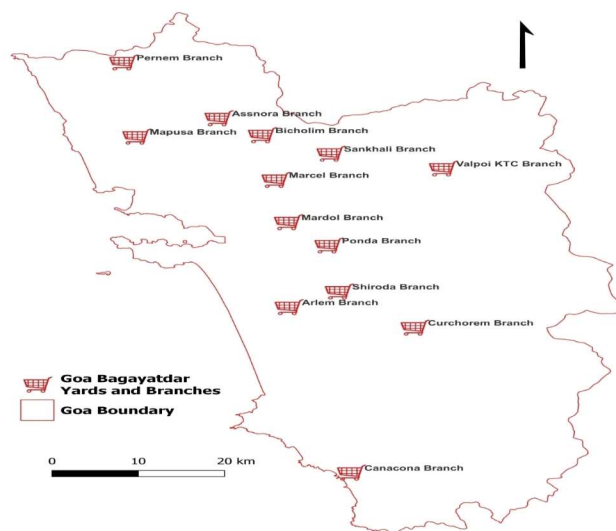 Pernem Branch
Assnora Branch
Mapusa Branch
Bicholim Branch
Sankhali Branch
Valpoi KTC Branch
Marcel Branch
Mardol Branch
Ponda Branch
Shiroda Branch
Arlem Branch
Curchorem Branch
Goa Bagayatdar
Yards and Branches
Goa Boundary
0 10 20 km
Canacona Branch